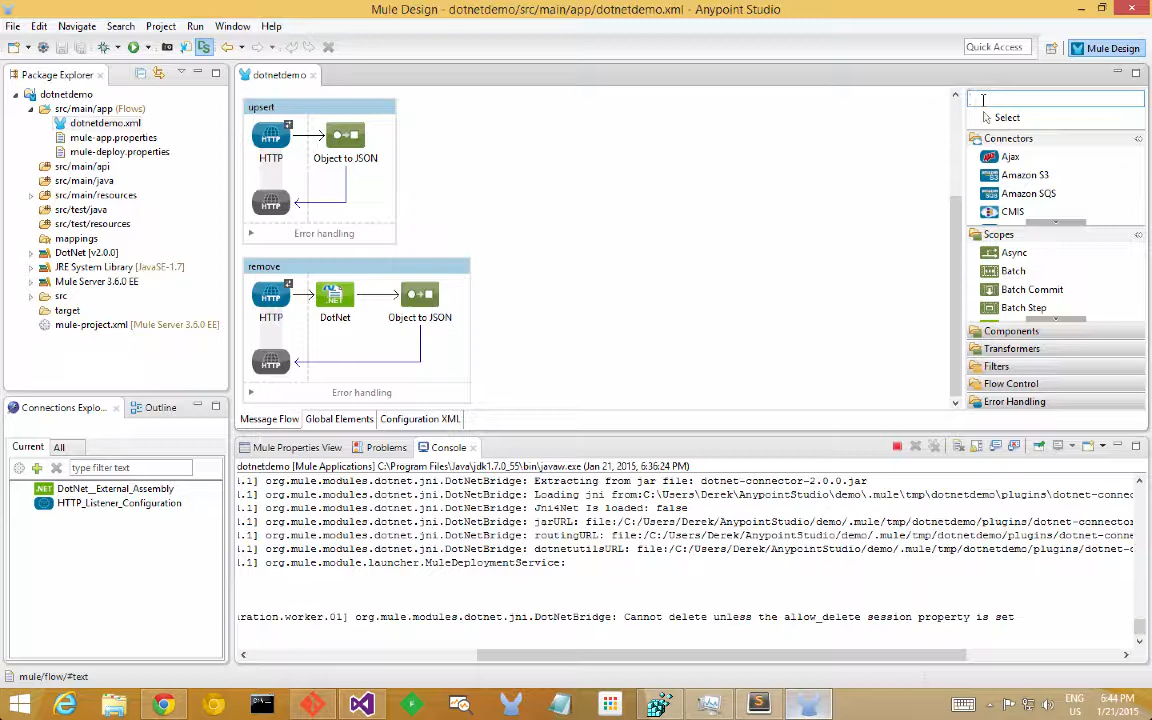 Mule Design - dotnetdemo/src/main/app/dotnetdemo.xml - Anypoint Studio
File Edit Navigate Search Project Run Window Help
Quick Access
Mule Design
Package Explorer
dotnetdemo
src/main/app (Flows)
dotnetdemo.xml
mule-app.properties
mule-deploy.properties
src/main/api
src/main/java
src/main/resources
src/test/java
src/test/resources
mappings
DotNet [v2.0.0]
JRE System Library [JavaSE-1.7]
Mule Server 3.6.0 EE
src
target
mule-project.xml [Mule Server 3.6.0 EE]
Connections Explo...
Outline
Current All
type filter text
.NET DotNet__External_Assembly
HTTP_Listener_Configuration
dotnetdemo
upsert
HTTP
Object to JSON
HTTP
Error handling
remove
.NET
HTTP
DotNet
Object to JSON
HTTP
Error handling
Message Flow Global Elements Configuration XML
Select
Connectors
Ajax
Amazon S3
Amazon SQS
CMIS
Scopes
Async
Batch
Batch Commit
Batch Step
Components
Transformers
Filters
Flow Control
Error Handling
Mule Properties View Problems Console
dotnetdemo [Mule Applications] C:\Program Files\Java\jdk1.7.0_55\bin\javaw.exe (Jan 21, 2015, 6:36:24 PM)
l.1] org.mule.modules.dotnet.jni.DotNetBridge: Extracting from jar file: dotnet-connector-2.0.0.jar
l.1] org.mule.modules.dotnet.jni.DotNetBridge: Loading jni from:C:\Users\Derek\AnypointStudio\demo\.mule\tmp\dotnetdemo\plugins\dotnet-connec
l.1] org.mule.modules.dotnet.jni.DotNetBridge: Jni4Net Is loaded: false
l.1] org.mule.modules.dotnet.jni.DotNetBridge: jarURL: file:/C:/Users/Derek/AnypointStudio/demo/.mule/tmp/dotnetdemo/plugins/dotnet-connector
l.1] org.mule.modules.dotnet.jni.DotNetBridge: routingURL: file:/C:/Users/Derek/AnypointStudio/demo/.mule/tmp/dotnetdemo/plugins/dotnet-conne
l.1] org.mule.modules.dotnet.jni.DotNetBridge: dotnetutilsURL: file:/C:/Users/Derek/AnypointStudio/demo/.mule/tmp/dotnetdemo/plugins/dotnet-c
l.1] org.mule.module.launcher.MuleDeploymentService:
ration.worker.01] org.mule.modules.dotnet.jni.DotNetBridge: Cannot delete unless the allow_delete session property is set
mule/flow/#text
ENG
US
6:44 PM
1/21/2015